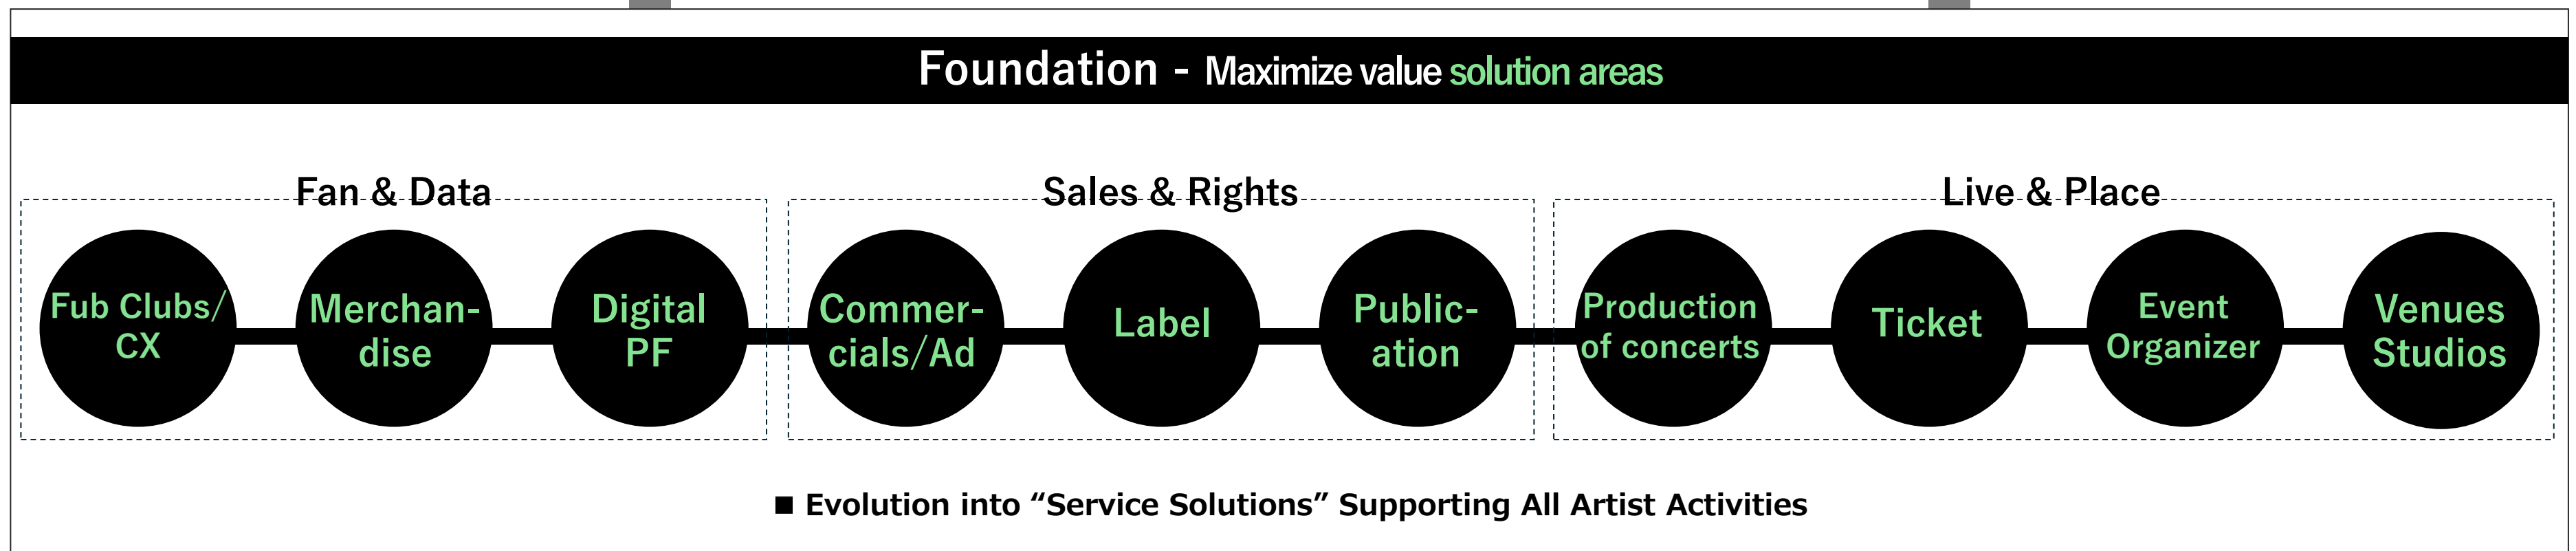 Foundation - Maximize value solution areas
Fan & Data
Fub Clubs/
CX
Merchan-
dise
Digital
PF
Sales & Rights
Commer-
cials/Ad
Label
Public-
ation
Live & Place
Production
of concerts
Ticket
Event
Organizer
Venues
Studios
■ Evolution into “Service Solutions” Supporting All Artist Activities